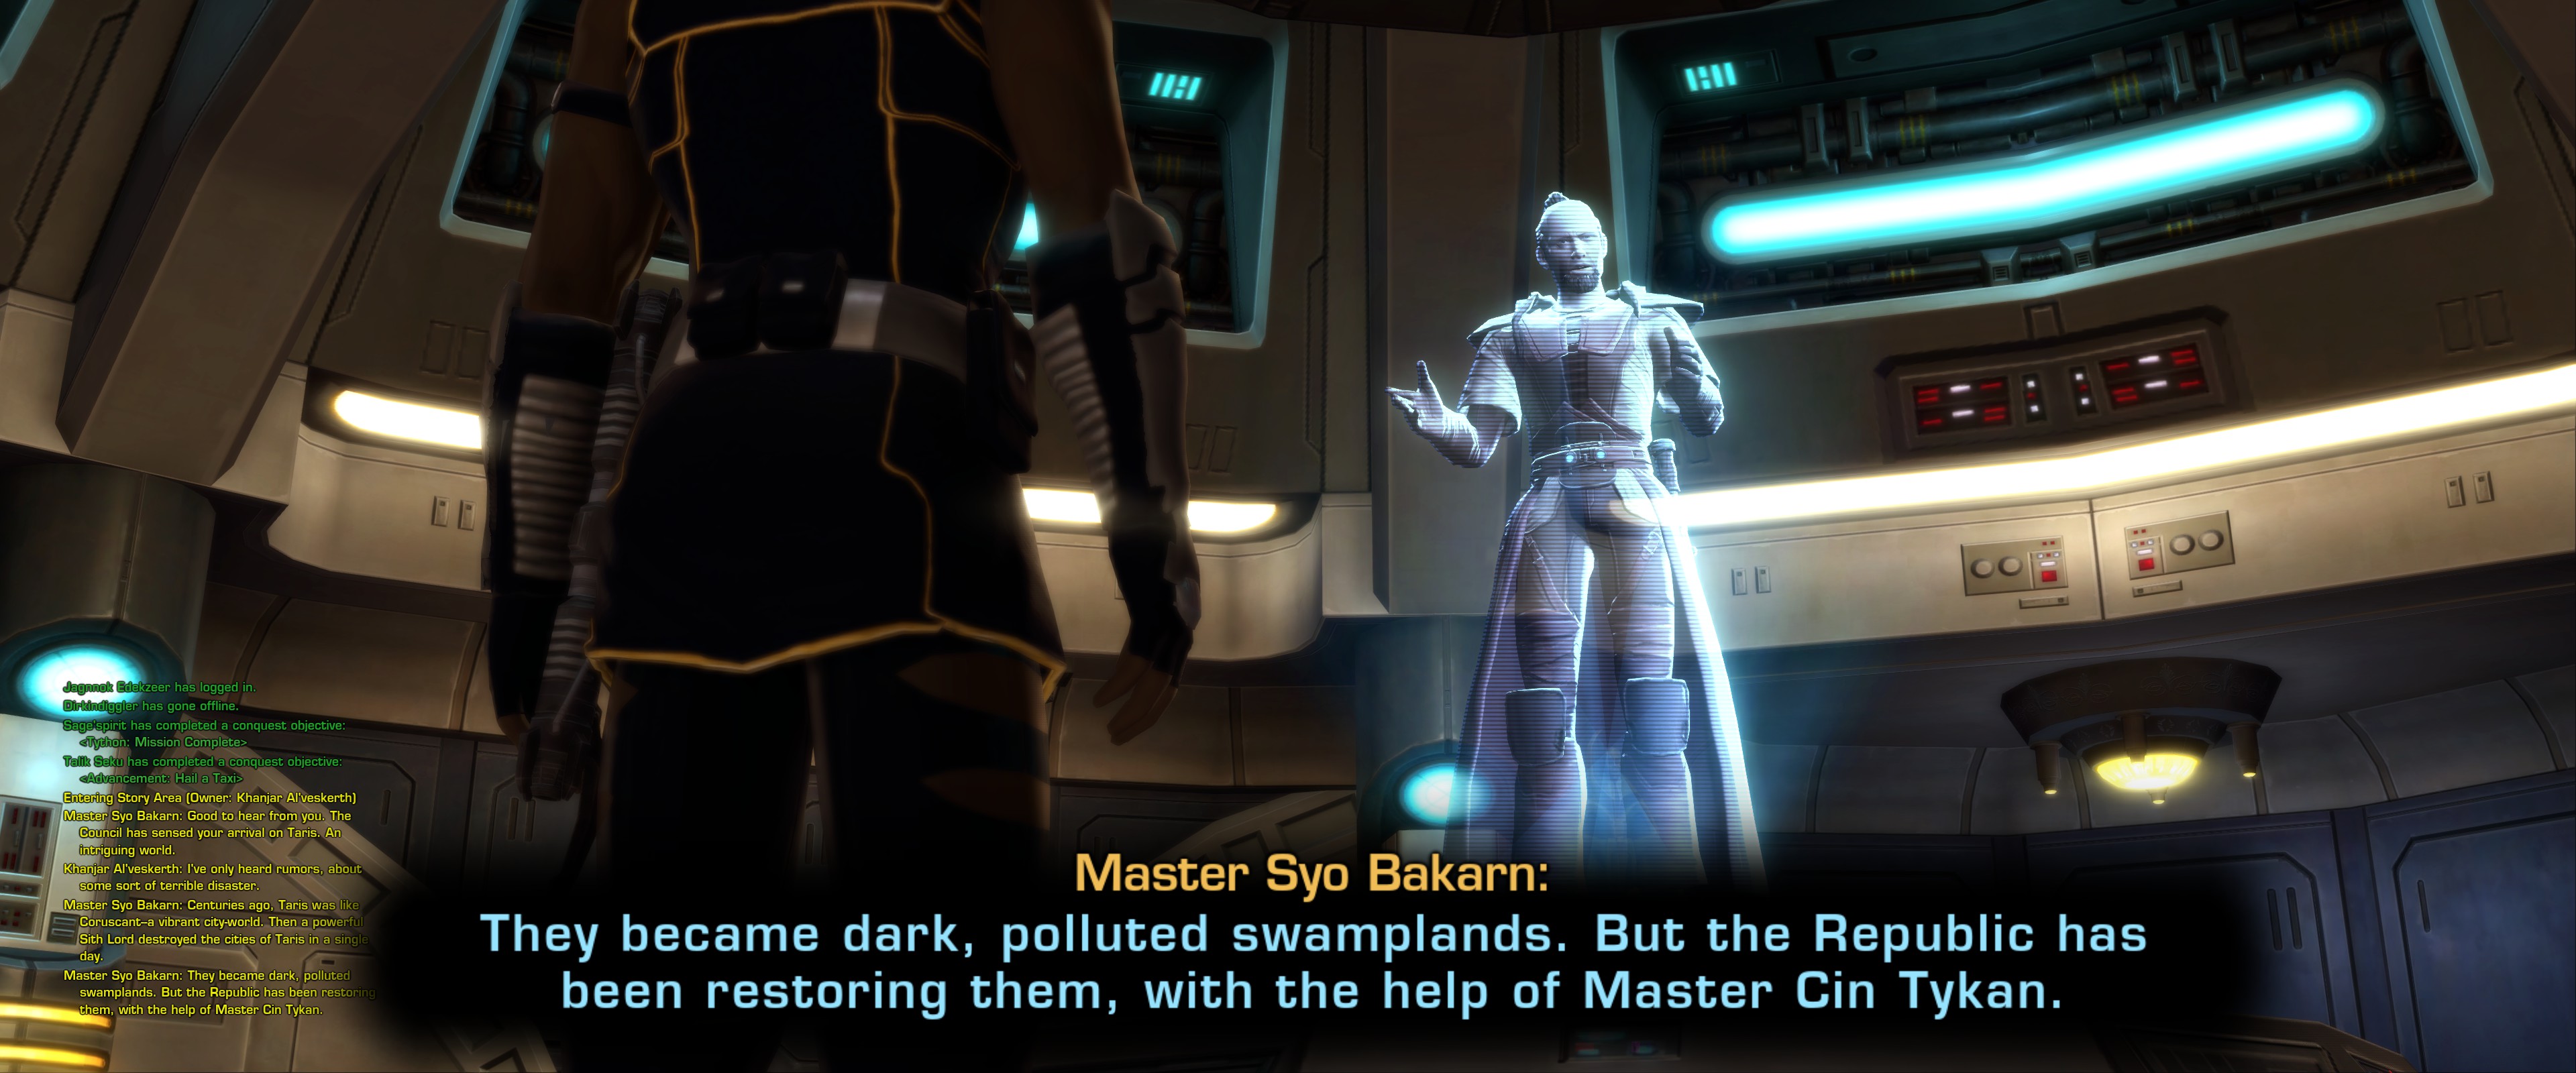 Jagnnok Edekzeer has logged in.
Dirkindiggler has gone offline.
Sage'spirit has completed a conquest objective:
<Tython: Mission Complete>
Talik Seku has completed a conquest objective:
<Advancement: Hail a Taxi>
Entering Story Area (Owner: Khanjar Al'veskerth)
Master Syo Bakarn: Good to hear from you. The
Council has sensed your arrival on Taris. An
intriguing world.
Khanjar Al'veskerth: I've only heard rumors, about
some sort of terrible disaster.
Master Syo Bakarn: Centuries ago, Taris was like
Coruscant–a vibrant city-world. Then a powerful
Sith Lord destroyed the cities of Taris in a single
day.
Master Syo Bakarn: They became dark, polluted
swamplands. But the Republic has been restoring
them, with the help of Master Cin Tykan.
Master Syo Bakarn:
They became dark, polluted swamplands. But the Republic has
been restoring them, with the help of Master Cin Tykan.